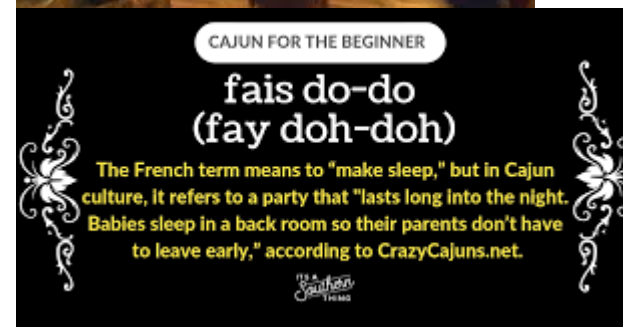 CAJUN FOR THE BEGINNER
fais do-do
(fay doh-doh)
The French term means to “make sleep,” but in Cajun
culture, it refers to a party that "lasts long into the night.
Babies sleep in a back room so their parents don’t have
to leave early,” according to CrazyCajuns.net.
IT'S A
Southern
THING